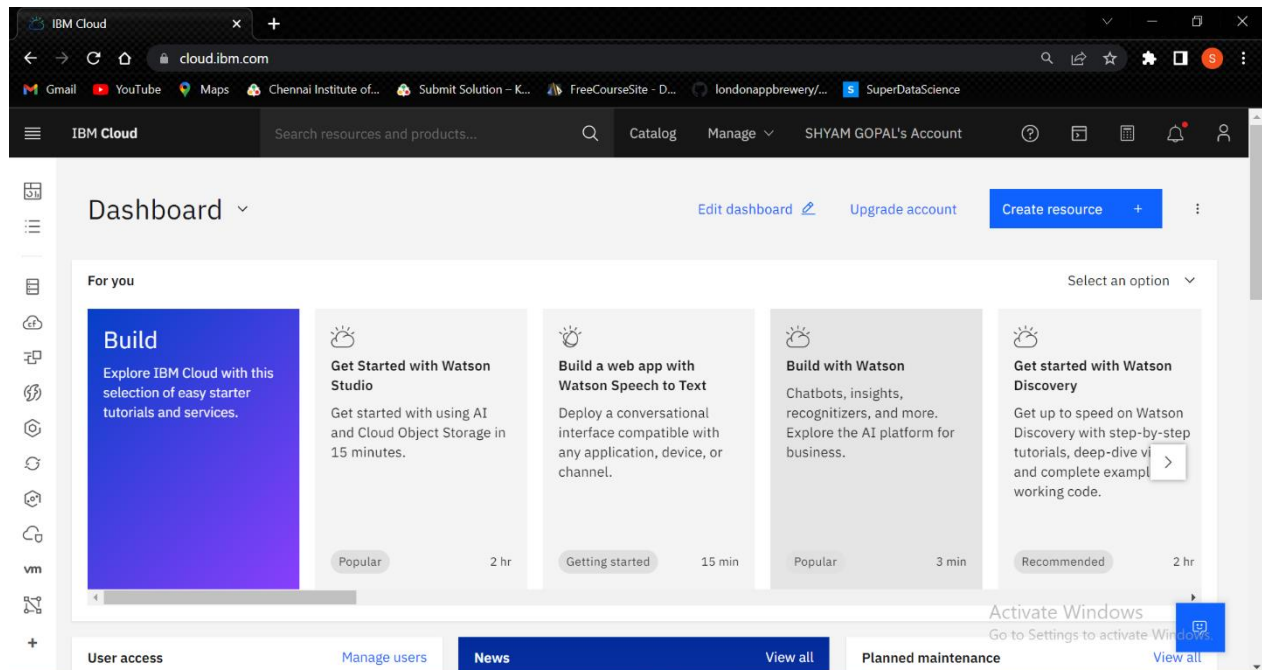 IBM Cloud
cloud.ibm.com
Gmail YouTube Maps Chennai Institute of... Submit Solution – K... FreeCourseSite - D... londonappbrewery/... SuperDataScience
IBM Cloud Search resources and products... Catalog Manage SHYAM GOPAL's Account
Dashboard Edit dashboard Upgrade account Create resource +
For you Select an option
Build
Explore IBM Cloud with this
selection of easy starter
tutorials and services.
Get Started with Watson
Studio
Get started with using AI
and Cloud Object Storage in
15 minutes.
Popular 2 hr
Build a web app with
Watson Speech to Text
Deploy a conversational
interface compatible with
any application, device, or
channel.
Getting started 15 min
Build with Watson
Chatbots, insights,
recognitizers, and more.
Explore the AI platform for
business.
Popular 3 min
Get started with Watson
Discovery
Get up to speed on Watson
Discovery with step-by-step
tutorials, deep-dive
and complete
working code.
Recommended 2 hr
vm
Activate Windows
Go to Settings to activate Windows.
User access Manage users News View all Planned maintenance View all